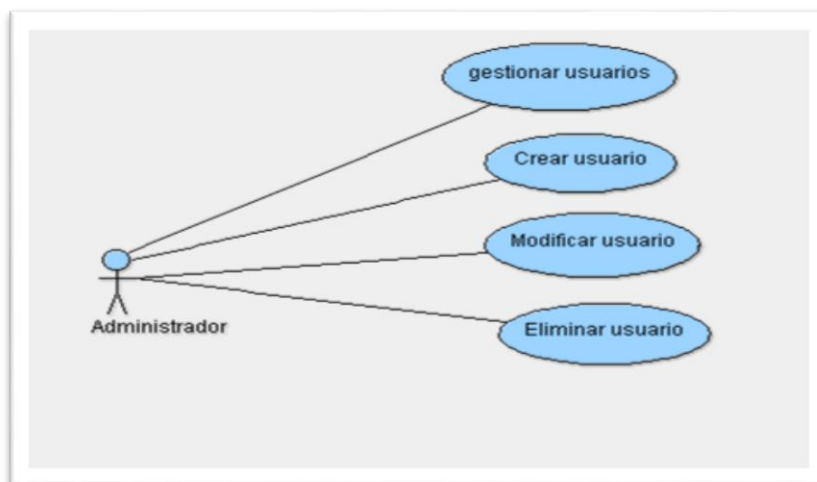 gestionar usuarios
Crear usuario
Modificar usuario
Eliminar usuario
Administrador